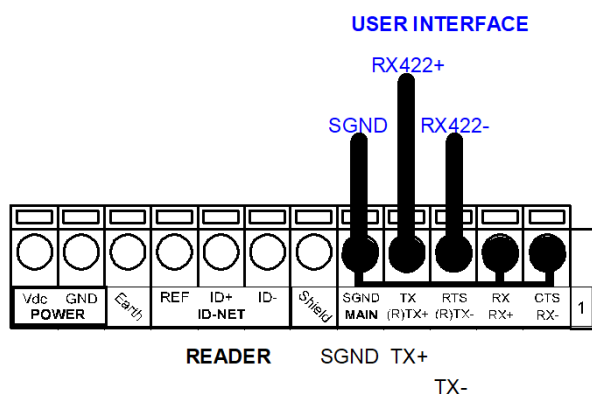 USER INTERFACE
RX422+
SGND RX422-
Vdc GND Earth REF ID+ ID- Shield SGND TX RTS RX CTS 1
POWER ID-NET MAIN (R)TX+ (R)TX- RX+ RX-
READER SGND TX+
TX-